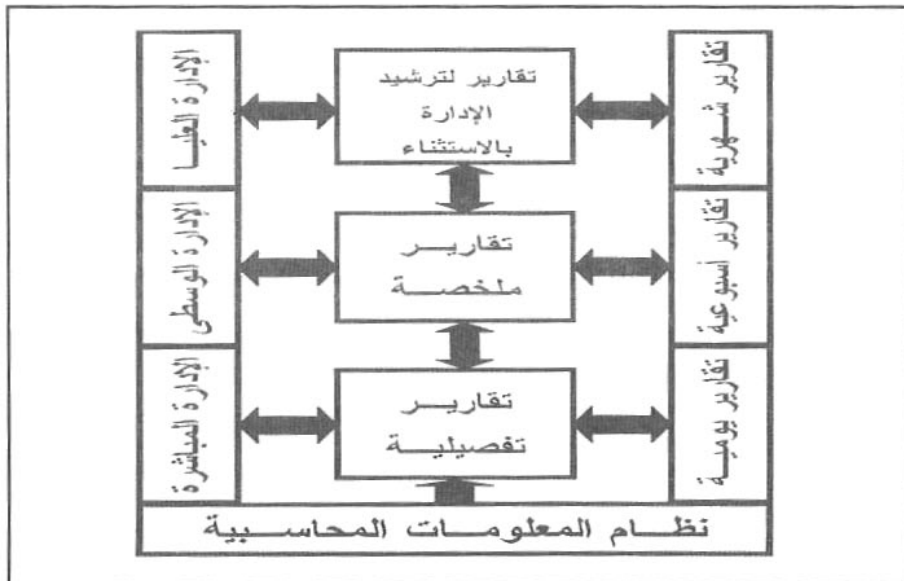 تقارير شهرية
تقارير لترشيد
الإدارة
بالاستثناء
الإدارة العليا
تقارير أسبوعية
تقارير
ملخصة
الإدارة الوسطى
تقارير يومية
تقارير
تفصيلية
الإدارة المباشرة
نظام المعلومات المحاسبية